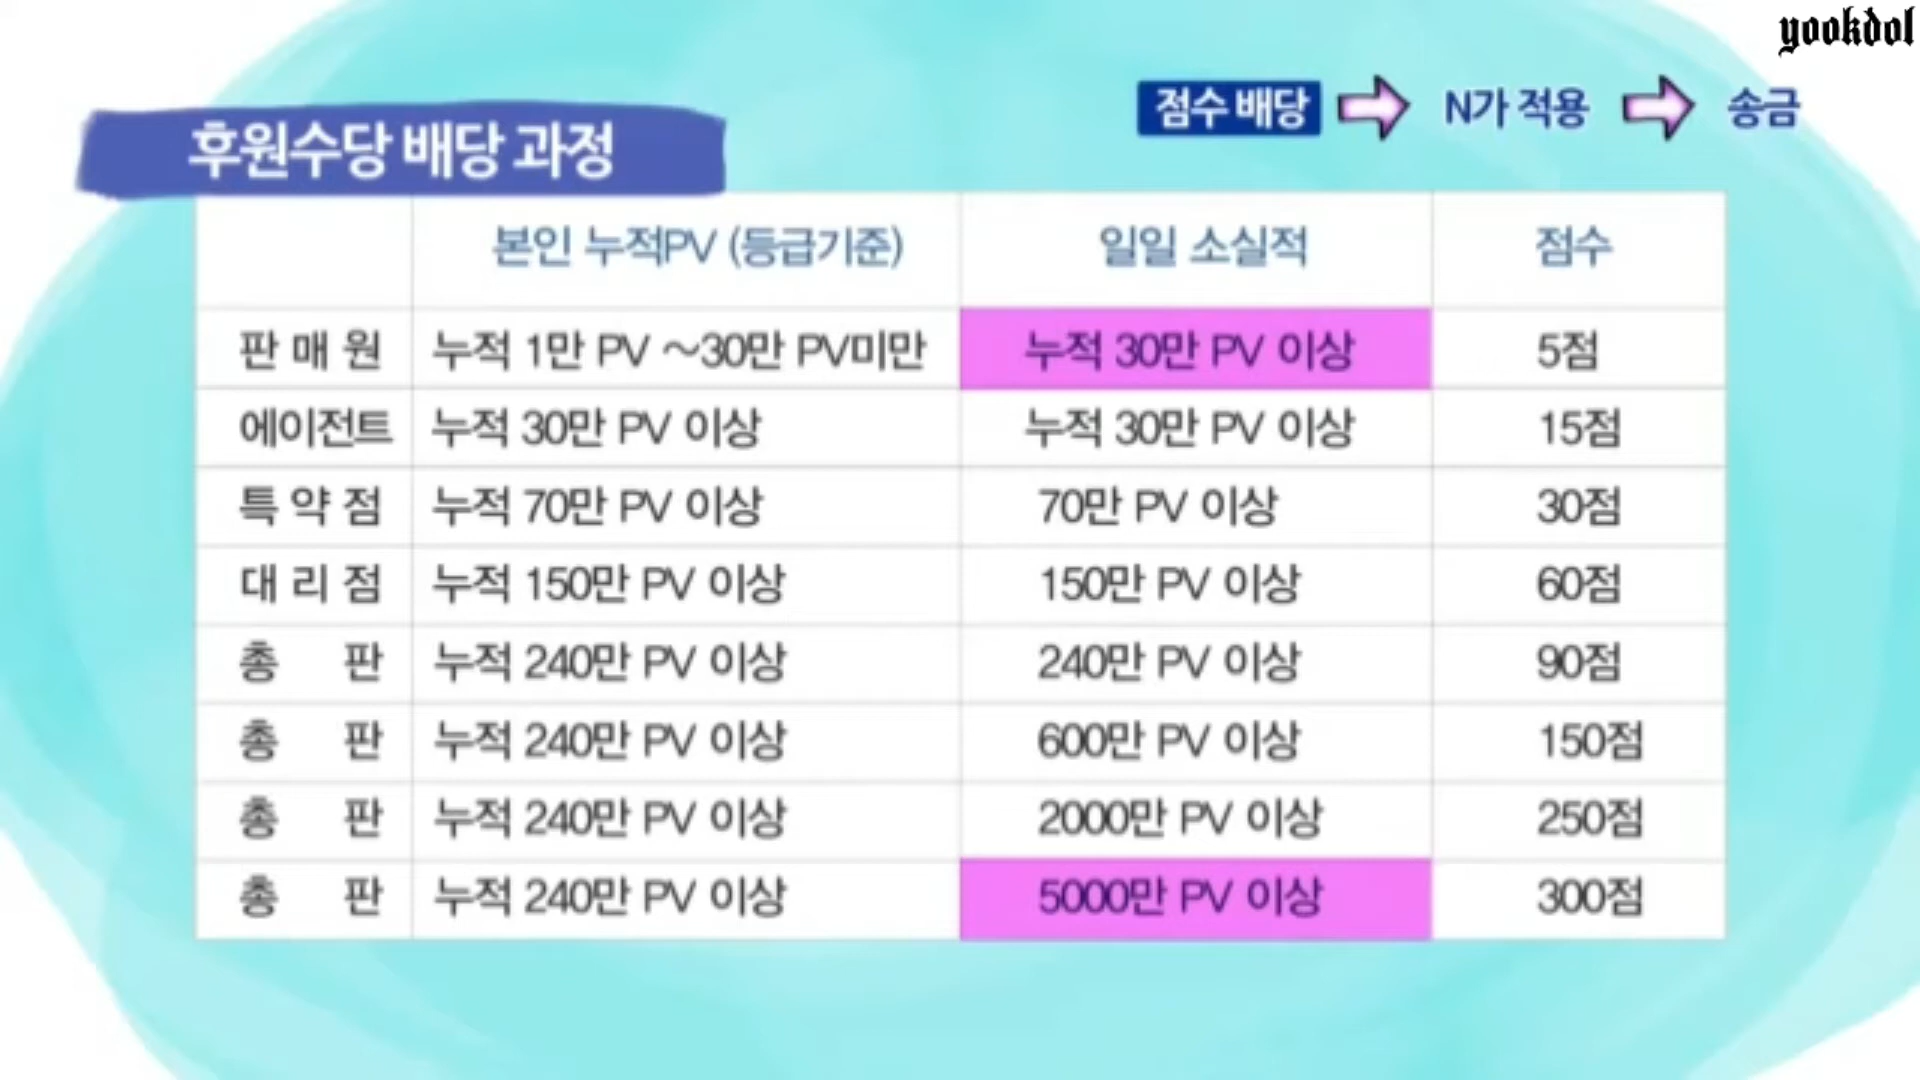 yookdol
점수 배당 N가 적용 송금
후원수당 배당 과정
본인 누적PV (등급기준) 일일 소실적 점수
판 매 원 누적 1만 PV ~30만 PV미만 누적 30만 PV 이상 5점
에이전트 누적 30만 PV 이상 누적 30만 PV 이상 15점
특 약 점 누적 70만 PV 이상 70만 PV 이상 30점
대 리 점 누적 150만 PV 이상 150만 PV 이상 60점
총 판 누적 240만 PV 이상 240만 PV 이상 90점
총 판 누적 240만 PV 이상 600만 PV 이상 150점
총 판 누적 240만 PV 이상 2000만 PV 이상 250점
총 판 누적 240만 PV 이상 5000만 PV 이상 300점